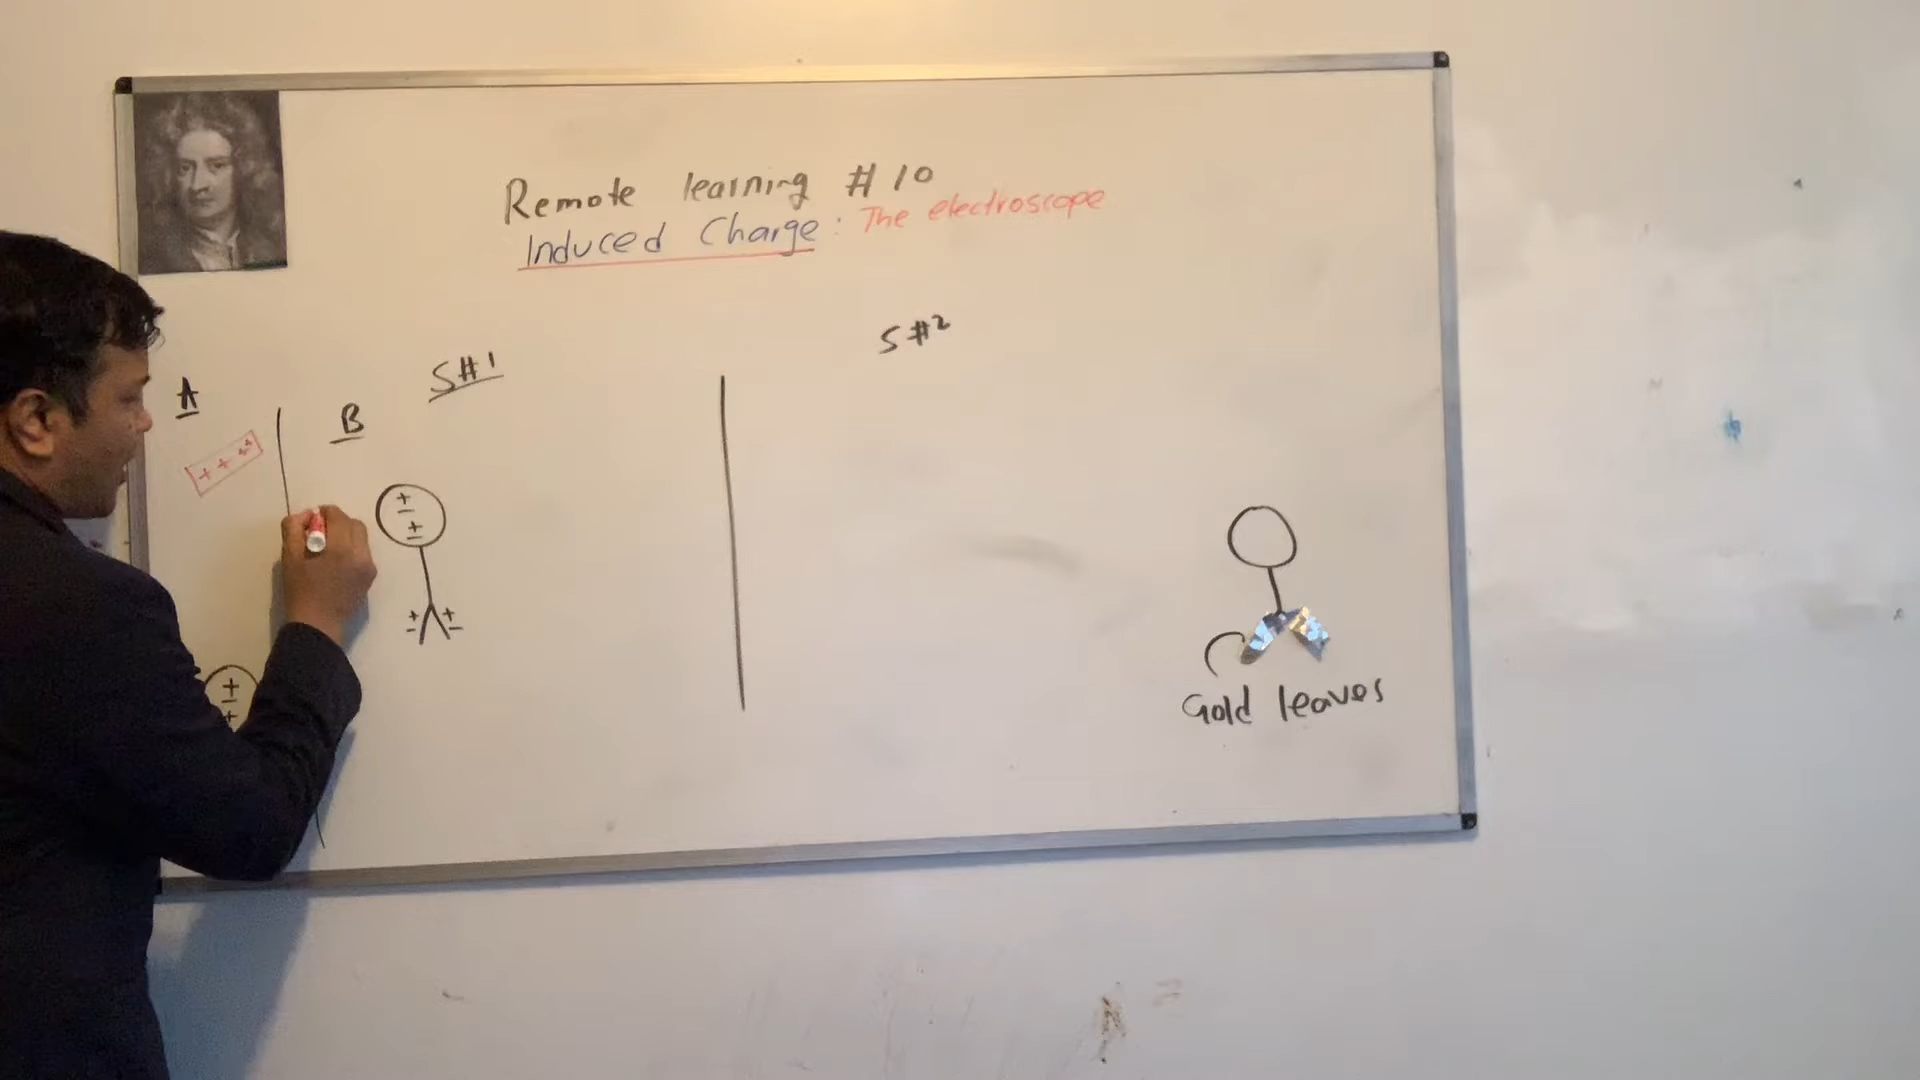 Remote learning #10
Induced Charge: The electroscope
S#2
S#1
A
B
+ + + +
+
-
+
-
+ +
- -
+
-
+
Gold leaves